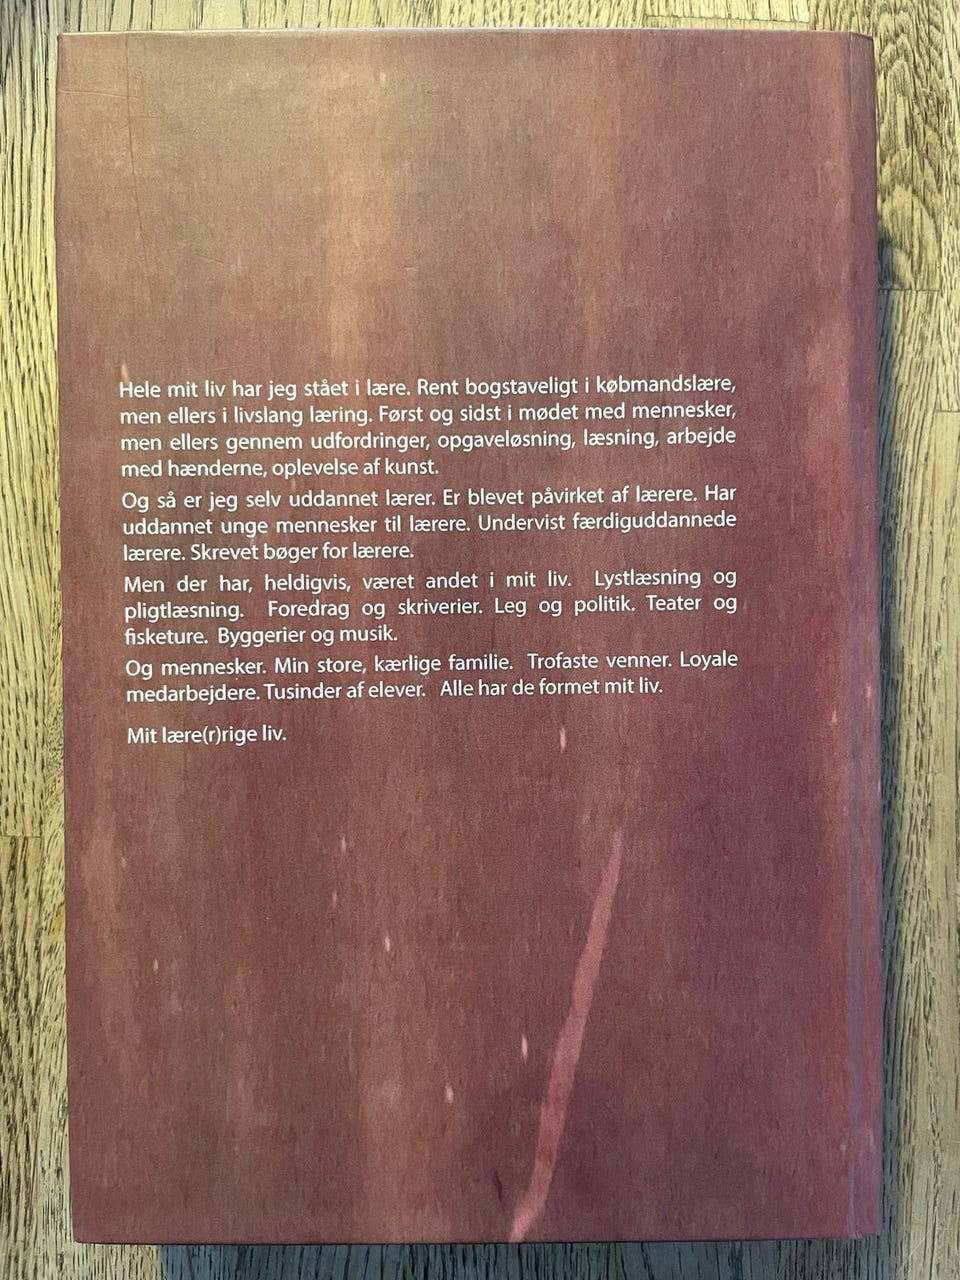 Hele mit liv har jeg stået i lære. Rent bogstaveligt i købmandslære,
men ellers i livslang læring. Først og sidst i mødet med mennesker,
men ellers gennem udfordringer, opgaveløsning, læsning, arbejde
med hænderne, oplevelse af kunst.
Og så er jeg selv uddannet lærer. Er blevet påvirket af lærere. Har
uddannet unge mennesker til lærere. Undervist færdiguddannede
lærere. Skrevet bøger for lærere.
Men der har, heldigvis, været andet i mit liv. Lystlæsning og
pligtlæsning. Foredrag og skriverier. Leg og politik. Teater og
fisketure. Byggerier og musik.
Og mennesker. Min store, kærlige familie. Trofaste venner. Loyale
medarbejdere. Tusinder af elever. Alle har de formet mit liv.
Mit lære(r)rige liv.